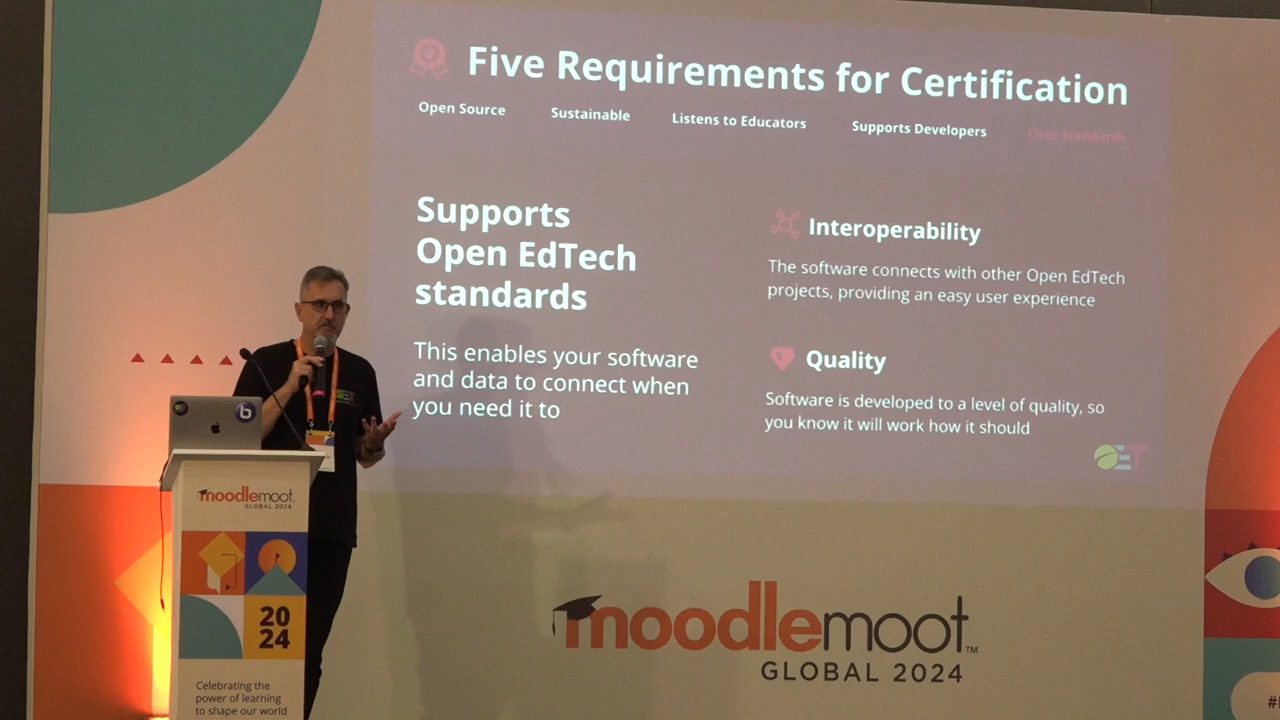 Five Requirements for Certification
Open Source Sustainable Listens to Educators Supports Developers Uses Standards
Supports
Open EdTech
standards
This enables your software
and data to connect when
you need it to
Interoperability
The software connects with other Open EdTech
projects, providing an easy user experience
Quality
Software is developed to a level of quality, so
you know it will work how it should
OET
b
moodlemoot
GLOBAL 2024
20
24
Celebrating the
power of learning
to shape our world
moodlemoot™
GLOBAL 2024